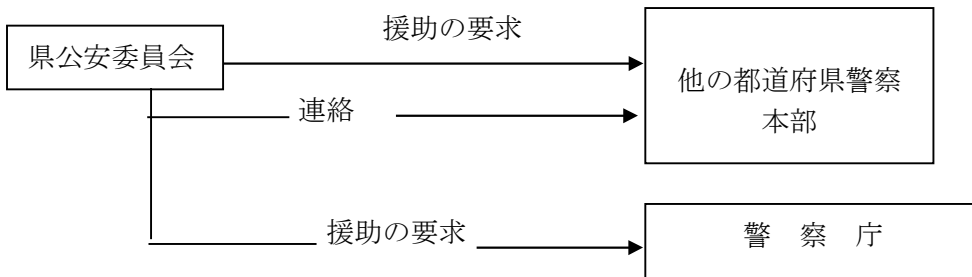 援助の要求
県公安委員会
他の都道府県警察
本部
連絡
援助の要求
警 察 庁